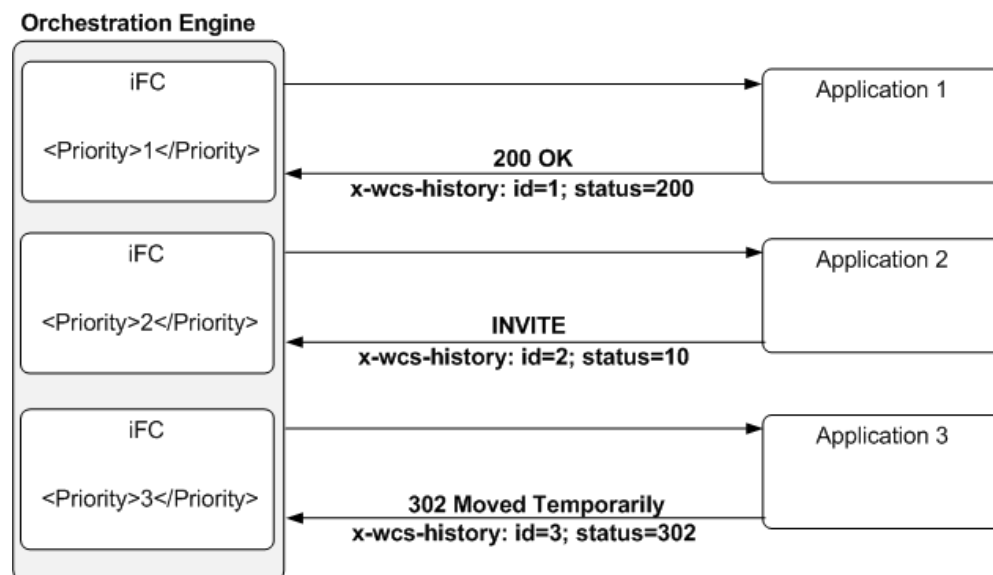 Orchestration Engine
iFC
<Priority>1</Priority>
Application 1
200 OK
x-wcs-history: id=1; status=200
iFC
<Priority>2</Priority>
Application 2
INVITE
x-wcs-history: id=2; status=10
iFC
<Priority>3</Priority>
Application 3
302 Moved Temporarily
x-wcs-history: id=3; status=302